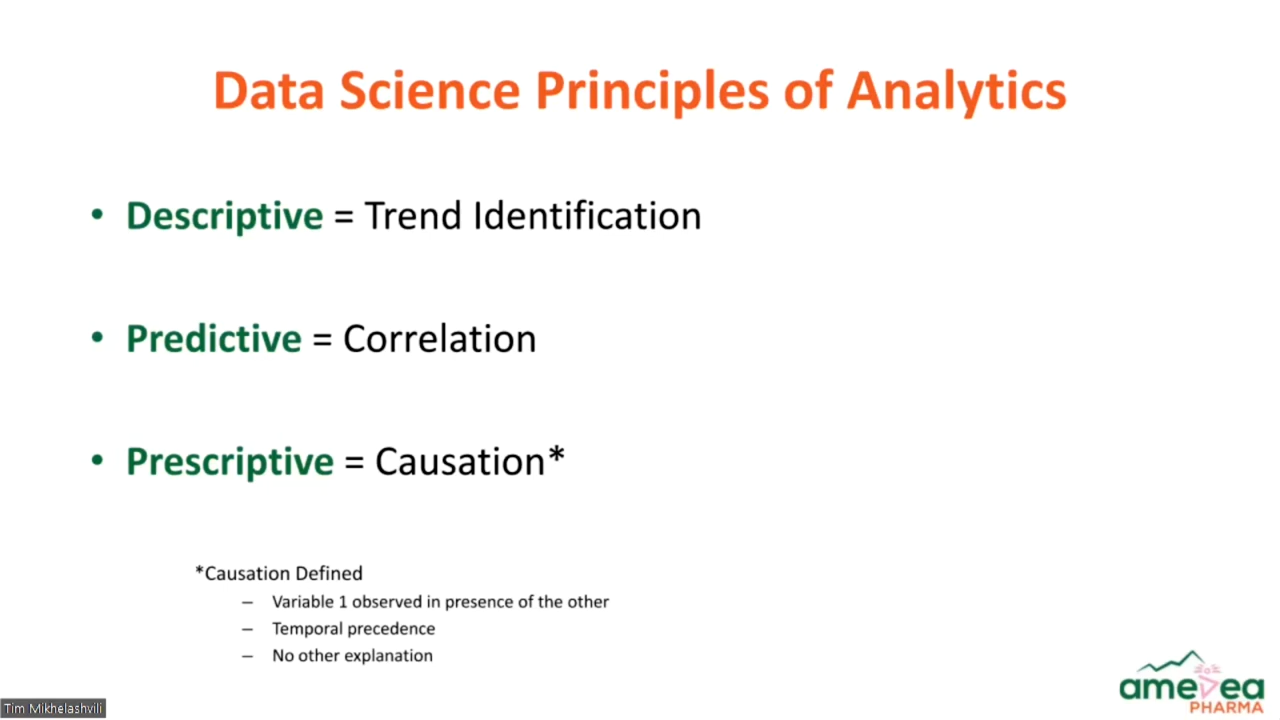 Data Science Principles of Analytics
• Descriptive = Trend Identification
• Predictive = Correlation
• Prescriptive = Causation*
*Causation Defined
– Variable 1 observed in presence of the other
– Temporal precedence
– No other explanation
amevea
PHARMA
Tim Mikhelashvili